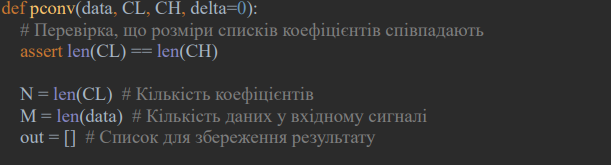 def pconv(data, CL, CH, delta=0):
# Перевірка, що розміри списків коефіцієнтів співпадають
assert len(CL) == len(CH)
N = len(CL) # Кількість коефіцієнтів
M = len(data) # Кількість даних у вхідному сигналі
out = [] # Список для збереження результату